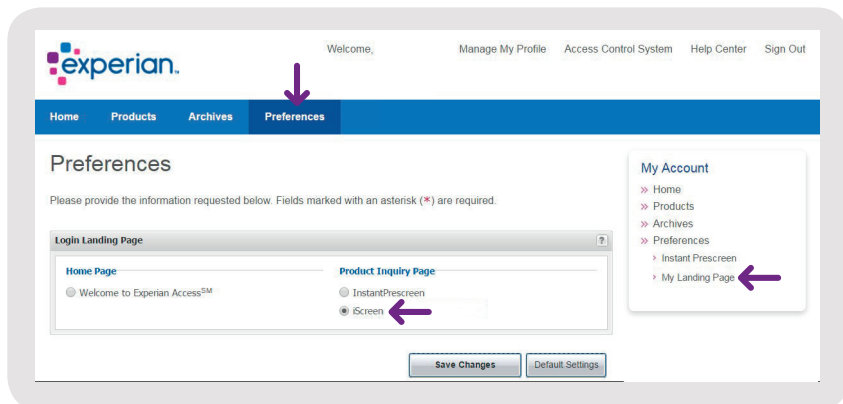 experian™
Welcome,
Manage My Profile Access Control System Help Center Sign Out
Home Products Archives Preferences
Preferences
Please provide the information requested below. Fields marked with an asterisk (*) are required.
Login Landing Page ?
Home Page
Welcome to Experian Access℠
Product Inquiry Page
InstantPrescreen
iScreen
Save Changes Default Settings
My Account
» Home
» Products
» Archives
» Preferences
› Instant Prescreen
› My Landing Page